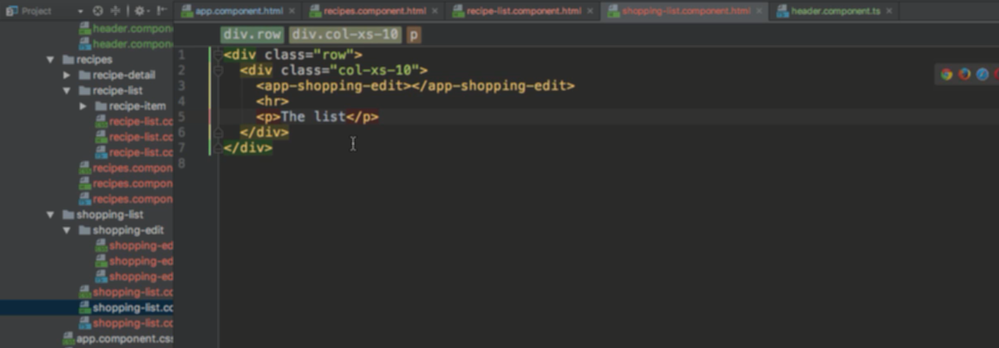 Project
app.component.html
recipes.component.html
recipe-list.component.html
shopping-list.component.html
header.component.ts
header.compon
header.compon
recipes
recipe-detail
recipe-list
recipe-item
recipe-list.cc
recipe-list.cc
recipe-list.cc
recipes.compon
recipes.compon
recipes.compon
shopping-list
shopping-edit
shopping-ed
shopping-ed
shopping-ed
shopping-list.cc
shopping-list.cc
shopping-list.cc
app.component.cs
div.row div.col-xs-10 p
1 <div class="row">
2 <div class="col-xs-10">
3 <app-shopping-edit></app-shopping-edit>
4 <hr>
5 <p>The list</p>
6 </div>
7 </div>
8